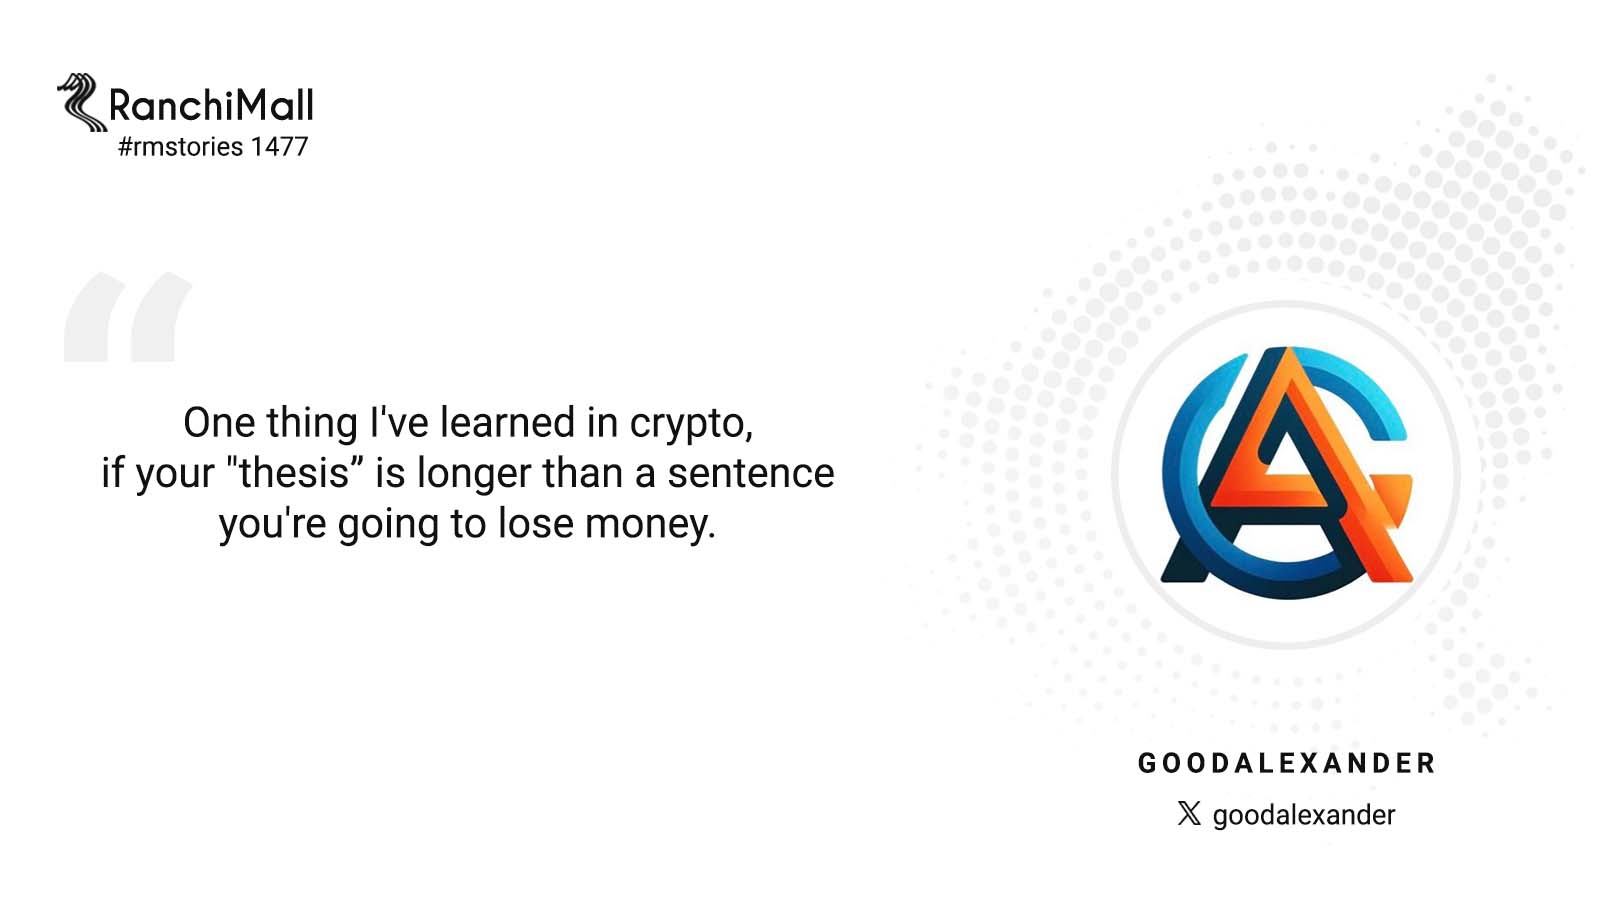 RanchiMall
#rmstories 1477
One thing I've learned in crypto,
if your "thesis” is longer than a sentence
you're going to lose money.
GOODALEXANDER
𝕏 goodalexander